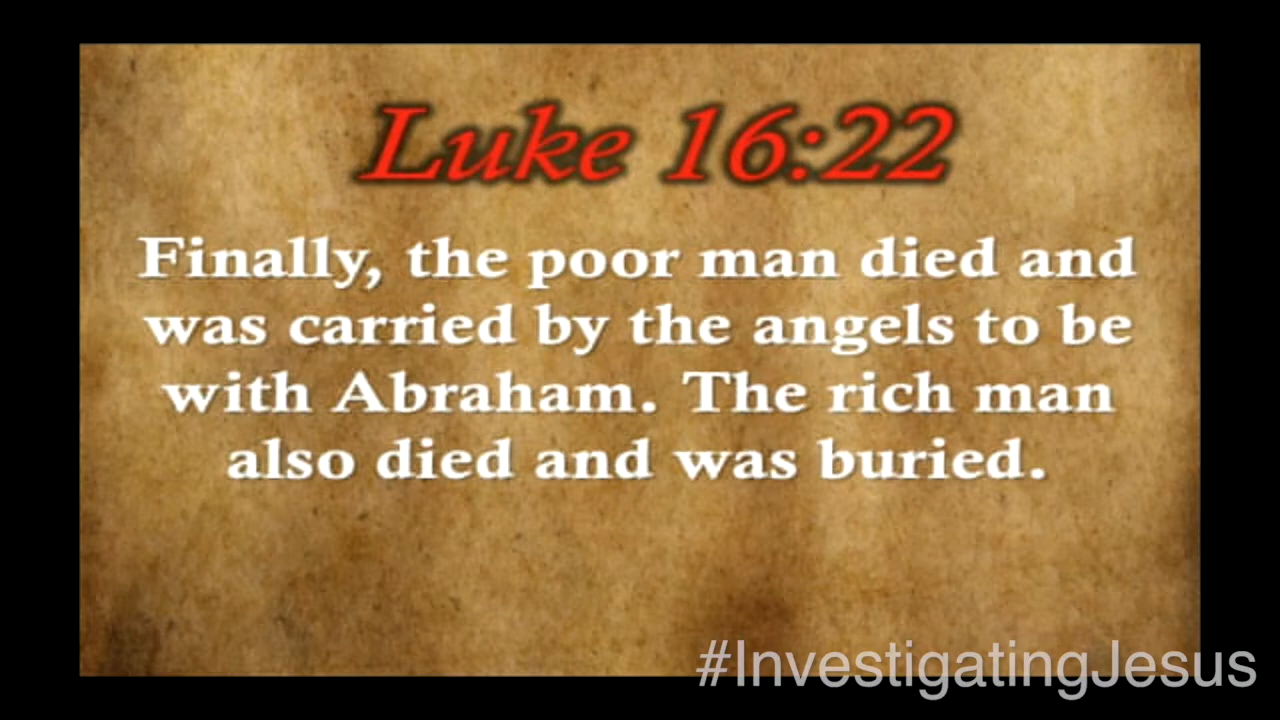 Luke 16:22
Finally, the poor man died and
was carried by the angels to be
with Abraham. The rich man
also died and was buried.
#InvestigatingJesus